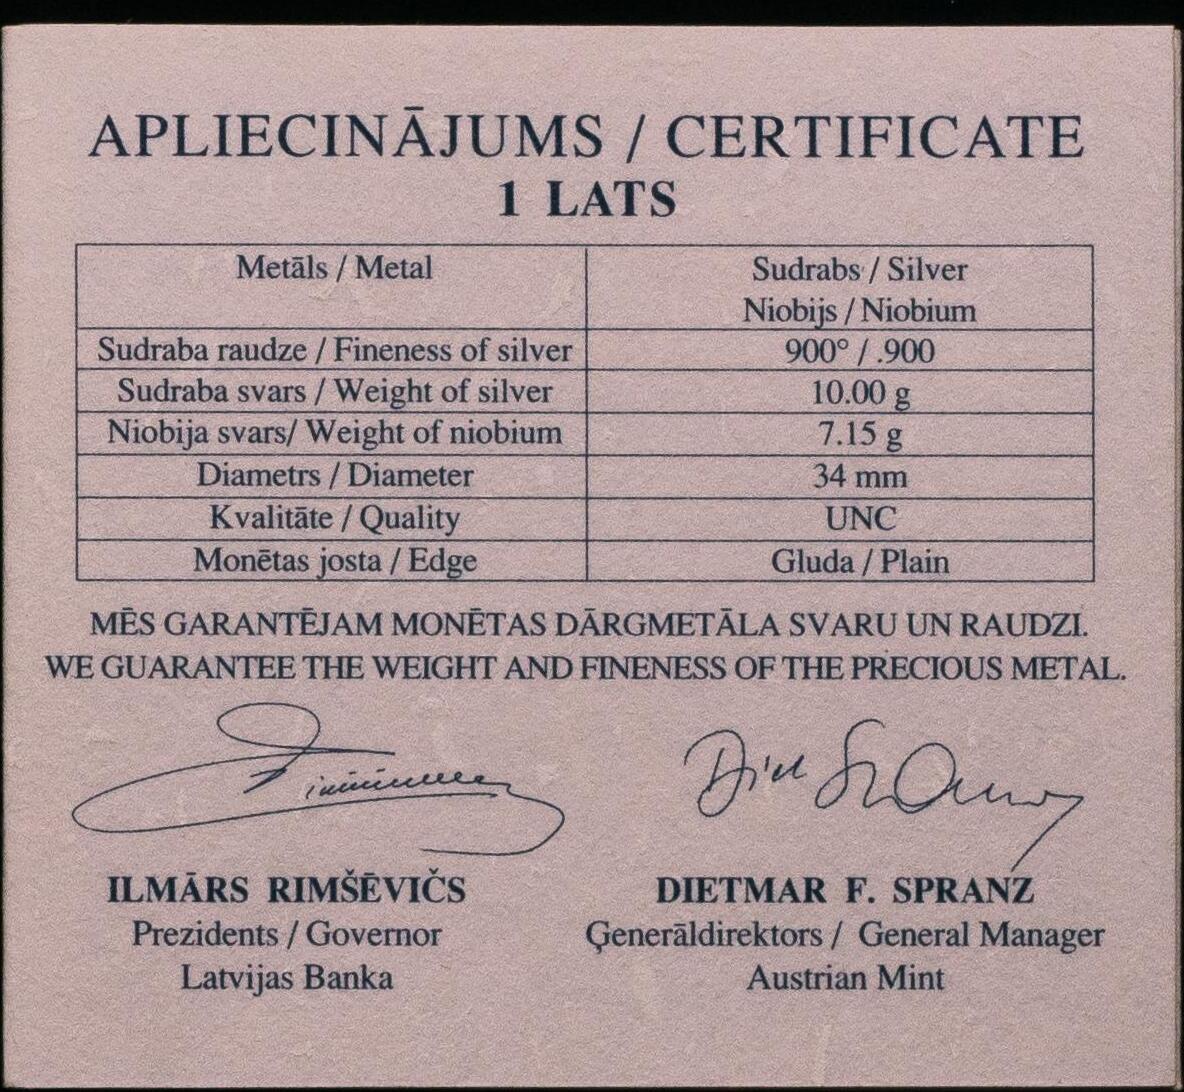 APLIECINĀJUMS / CERTIFICATE
1 LATS
Metāls / Metal
Sudrabs / Silver
Niobijs / Niobium
Sudraba raudze / Fineness of silver
900° / .900
Sudraba svars / Weight of silver
10.00 g
Niobija svars/ Weight of niobium
7.15 g
Diametrs / Diameter
34 mm
Kvalitāte / Quality
UNC
Monētas josta / Edge
Gluda / Plain
MĒS GARANTĒJAM MONĒTAS DĀRGMETĀLA SVARU UN RAUDZI.
WE GUARANTEE THE WEIGHT AND FINENESS OF THE PRECIOUS METAL.
ILMĀRS RIMŠĒVIČS
Prezidents / Governor
Latvijas Banka
DIETMAR F. SPRANZ
Ģenerāldirektors / General Manager
Austrian Mint